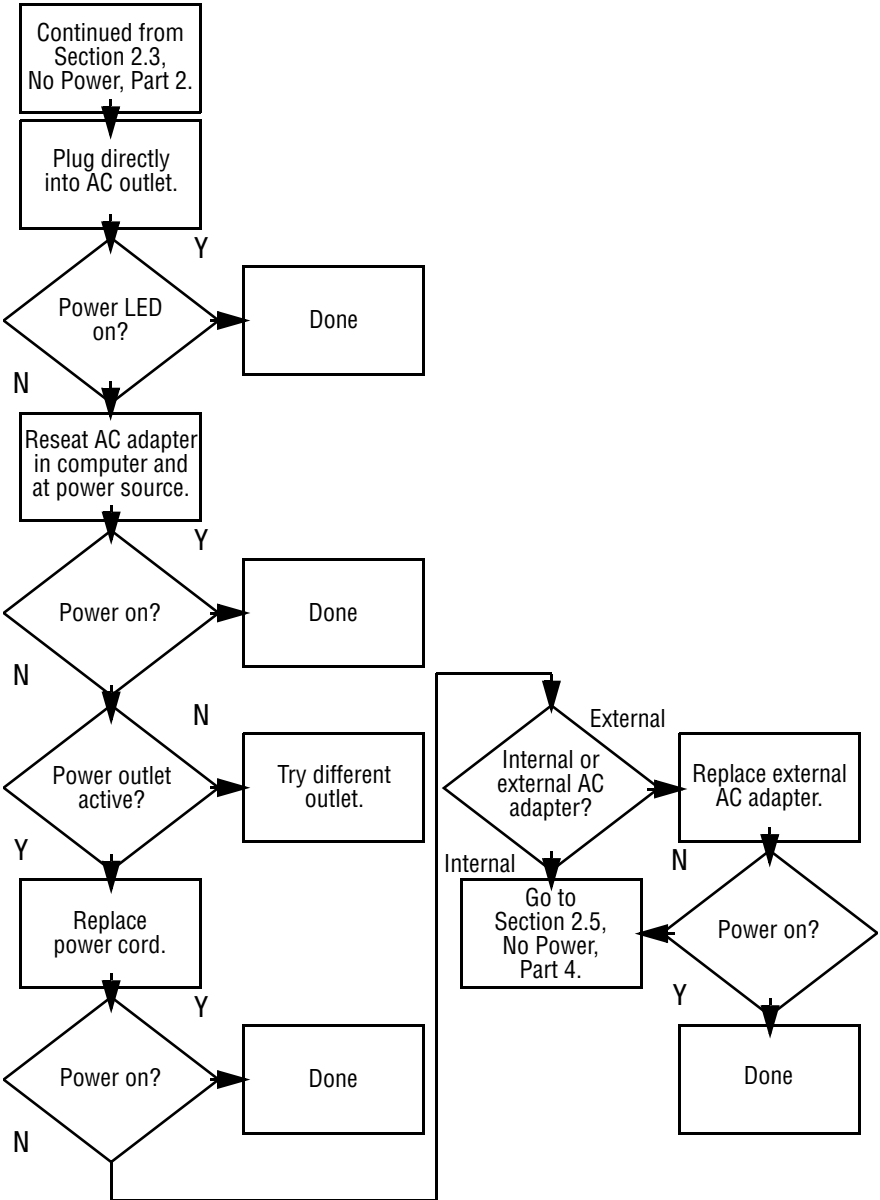 Continued from
Section 2.3,
No Power, Part 2.
Plug directly
into AC outlet.
Y
Power LED
on?
Done
N
Reseat AC adapter
in computer and
at power source.
Y
Power on?
Done
N
N
Power outlet
active?
Try different
outlet.
Y
Replace
power cord.
Y
Power on?
Done
N
External
Internal or
external AC
adapter?
Replace external
AC adapter.
Internal
N
Go to
Section 2.5,
No Power,
Part 4.
Power on?
Y
Done